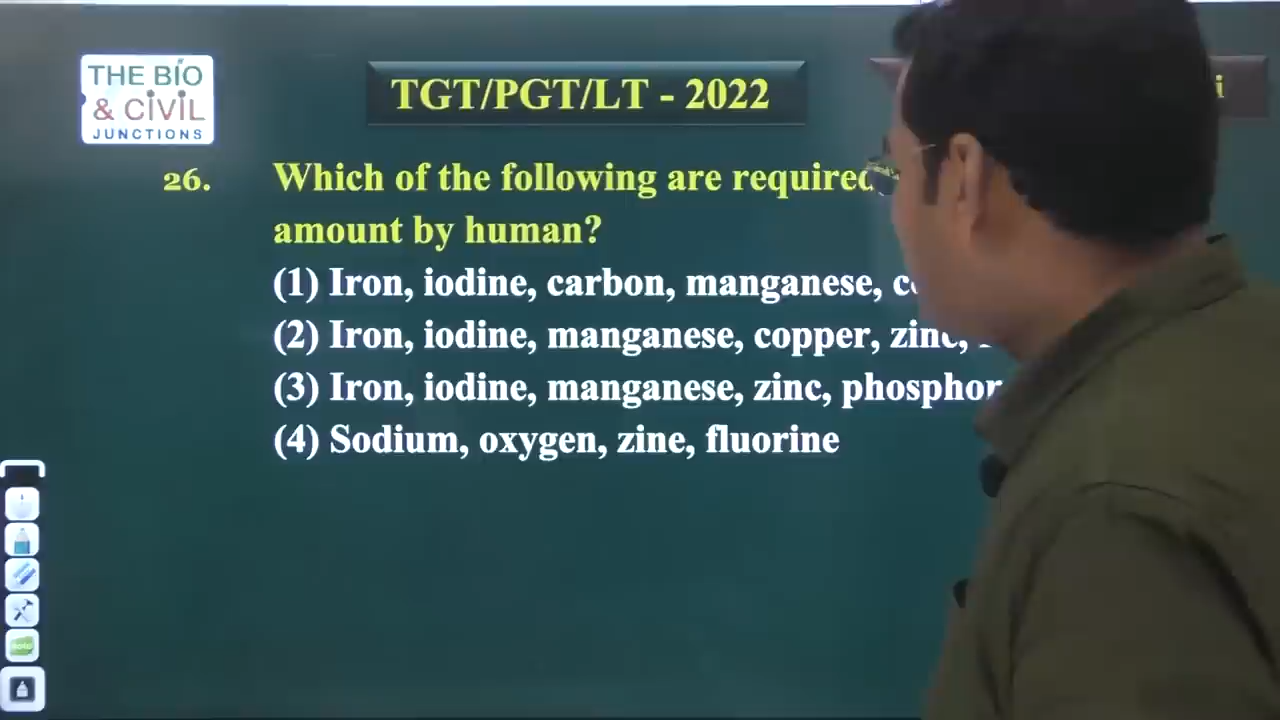 THE BIO
& CIVIL
JUNCTIONS
TGT/PGT/LT - 2022
26. Which of the following are required
amount by human?
(1) Iron, iodine, carbon, manganese,
(2) Iron, iodine, manganese, copper, zinc,
(3) Iron, iodine, manganese, zinc,
(4) Sodium, oxygen, zine, fluorine